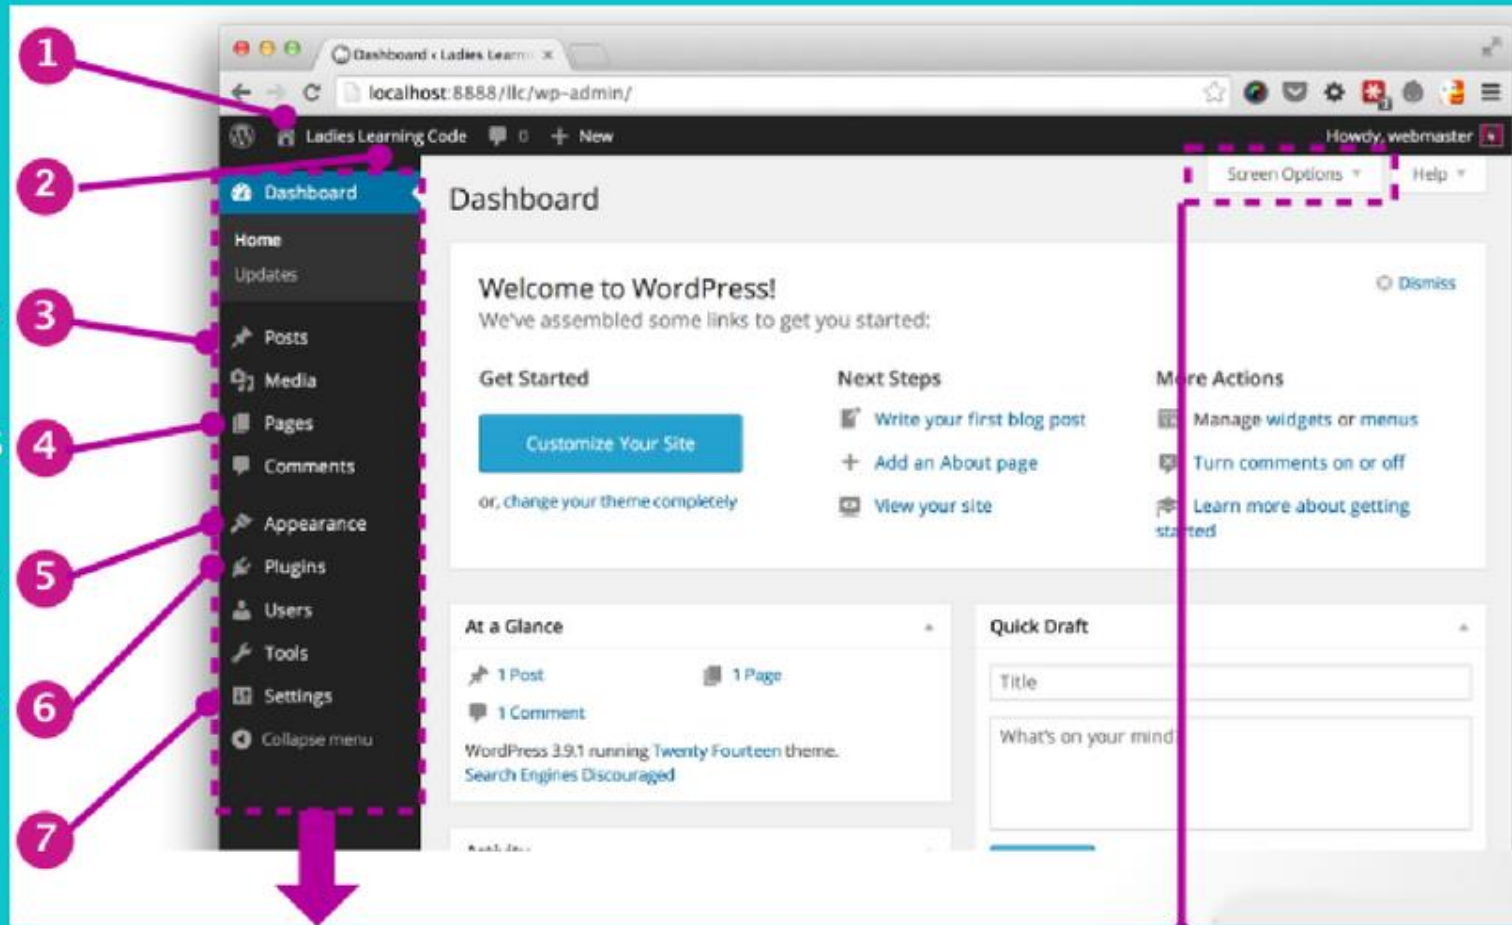 1
Dashboard ‹ Ladies Learni
localhost:8888/llc/wp-admin/
Ladies Learning Code 0 + New
Howdy, webmaster
2
Dashboard
Home
Updates
3
Posts
Media
4
Pages
Comments
5
Appearance
Plugins
Users
Tools
6
Settings
Collapse menu
7
Screen Options
Help
Dashboard
Welcome to WordPress!
Dismiss
We've assembled some links to get you started:
Get Started
Customize Your Site
or, change your theme completely
Next Steps
Write your first blog post
+ Add an About page
View your site
More Actions
Manage widgets or menus
Turn comments on or off
Learn more about getting
started
At a Glance
1 Post
1 Page
1 Comment
WordPress 3.9.1 running Twenty Fourteen theme.
Search Engines Discouraged
Quick Draft
Title
What's on your mind?